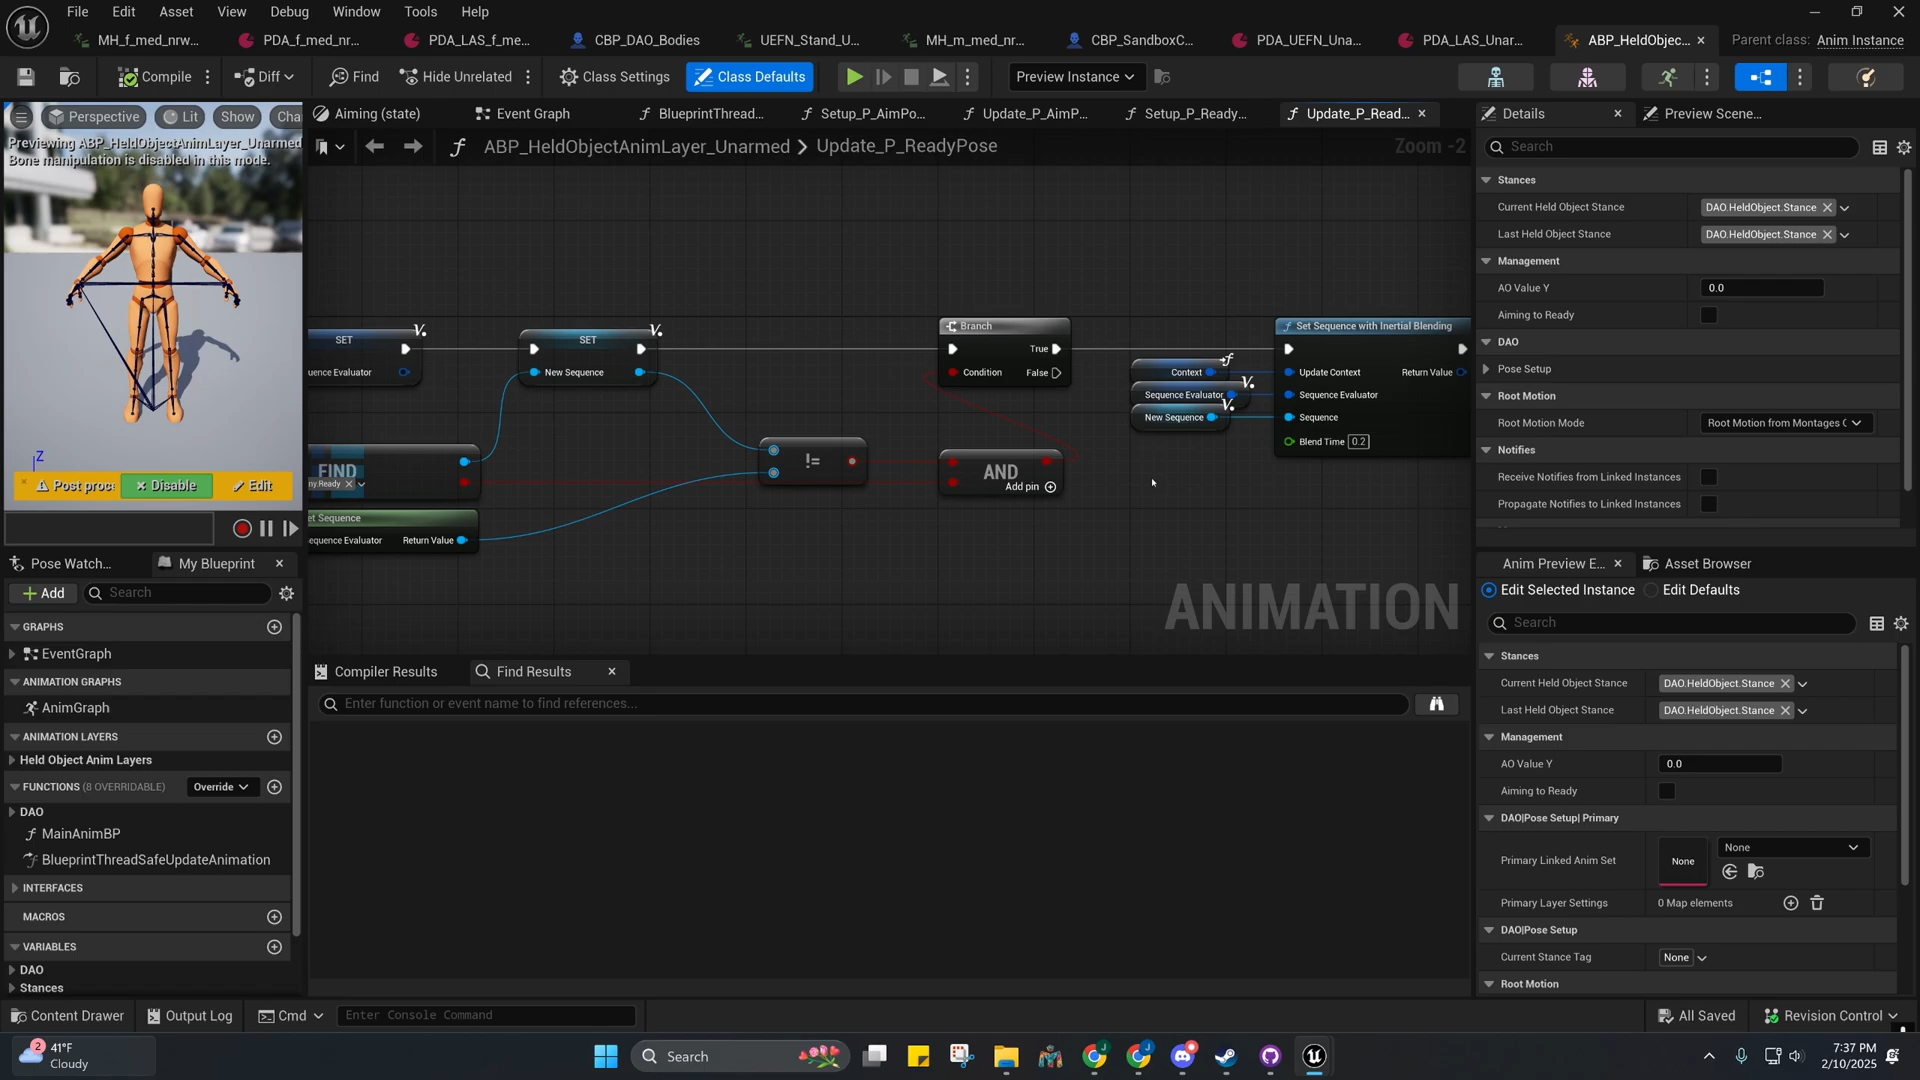 File Edit Asset View Debug Window Tools Help
MH_f_med_nrw... PDA_f_med_nr... PDA_LAS_f_me... CBP_DAO_Bodies UEFN_Stand_U... MH_m_med_nr... CBP_SandboxC... PDA_UEFN_Una... PDA_LAS_Unar... ABP_HeldObjec... Parent class: Anim Instance
Compile Diff Find Hide Unrelated Class Settings Class Defaults Preview Instance
Perspective Lit Show Cha
Previewing ABP_HeldObjectAnimLayer_Unarmed
Bone manipulation is disabled in this mode.
Z
Post proc Disable Edit
Aiming (state) Event Graph BlueprintThread... Setup_P_AimPo... Update_P_AimP... Setup_P_Ready... Update_P_Read...
ABP_HeldObjectAnimLayer_Unarmed > Update_P_ReadyPose
Zoom -2
SET
uence Evaluator
SET
New Sequence
Branch
True
Condition False
Context
Sequence Evaluator
New Sequence
Set Sequence with Inertial Blending
Update Context Return Value
Sequence Evaluator
Sequence
Blend Time 0.2
FIND
ny.Ready
!=
AND
Add pin
et Sequence
equence Evaluator Return Value
ANIMATION
Pose Watch... My Blueprint
Add Search
GRAPHS
EventGraph
ANIMATION GRAPHS
AnimGraph
ANIMATION LAYERS
Held Object Anim Layers
FUNCTIONS (8 OVERRIDABLE) Override
DAO
MainAnimBP
BlueprintThreadSafeUpdateAnimation
INTERFACES
MACROS
VARIABLES
DAO
Stances
Compiler Results Find Results
Enter function or event name to find references...
Details Preview Scene...
Search
Stances
Current Held Object Stance DAO.HeldObject.Stance
Last Held Object Stance DAO.HeldObject.Stance
Management
AO Value Y 0.0
Aiming to Ready
DAO
Pose Setup
Root Motion
Root Motion Mode Root Motion from Montages (
Notifies
Receive Notifies from Linked Instances
Propagate Notifies to Linked Instances
Anim Preview E... Asset Browser
Edit Selected Instance Edit Defaults
Search
Stances
Current Held Object Stance DAO.HeldObject.Stance
Last Held Object Stance DAO.HeldObject.Stance
Management
AO Value Y 0.0
Aiming to Ready
DAO|Pose Setup| Primary
Primary Linked Anim Set None None
Primary Layer Settings 0 Map elements
DAO|Pose Setup
Current Stance Tag None
Root Motion
Content Drawer Output Log Cmd Enter Console Command All Saved Revision Control
2
41°F
Cloudy
Search
7:37 PM
2/10/2025